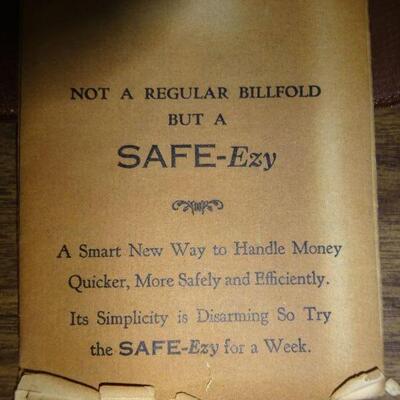 NOT A REGULAR BILLFOLD
BUT A
SAFE-Ezy
A Smart New Way to Handle Money
Quicker, More Safely and Efficiently.
Its Simplicity is Disarming So Try
the SAFE-Ezy for a Week.